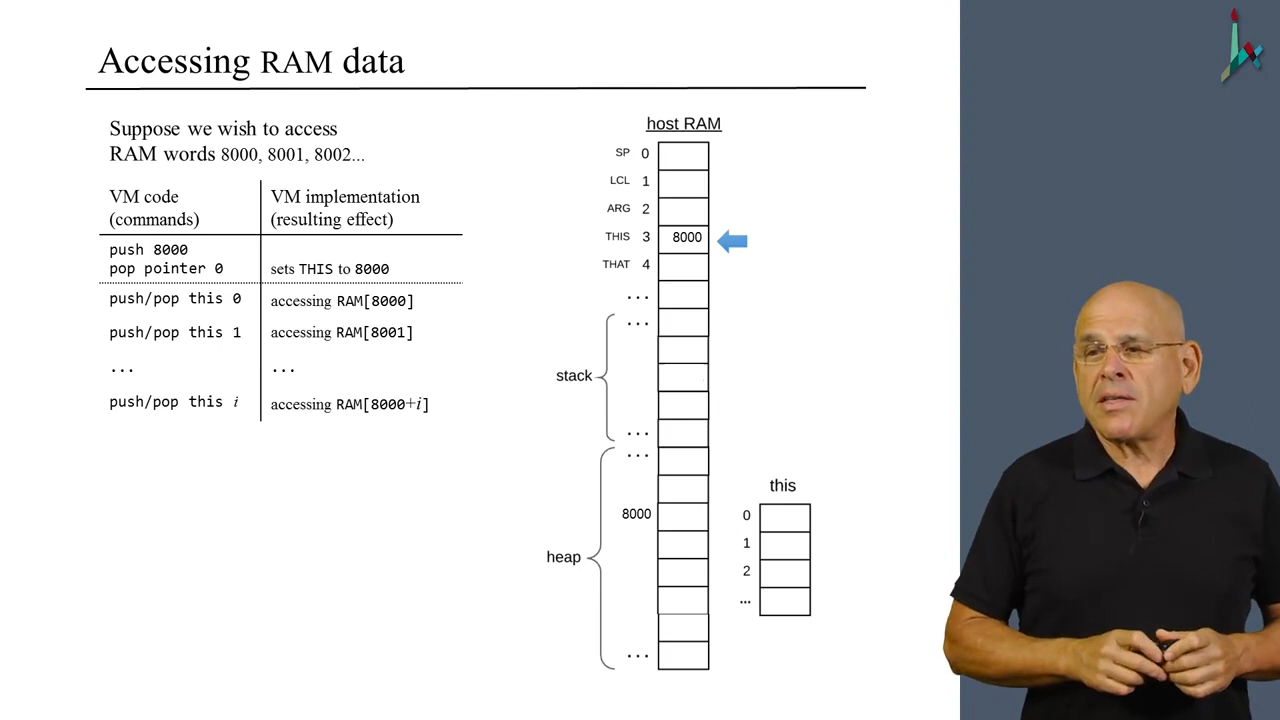 Accessing RAM data
Suppose we wish to access
RAM words 8000, 8001, 8002...
VM code
(commands)
VM implementation
(resulting effect)
push 8000
pop pointer 0
sets THIS to 8000
push/pop this 0
accessing RAM[8000]
push/pop this 1
accessing RAM[8001]
...
...
push/pop this i
accessing RAM[8000+i]
host RAM
SP 0
LCL 1
ARG 2
THIS 3 8000
THAT 4
...
...
stack
...
...
8000
heap
...
this
0
1
2
...